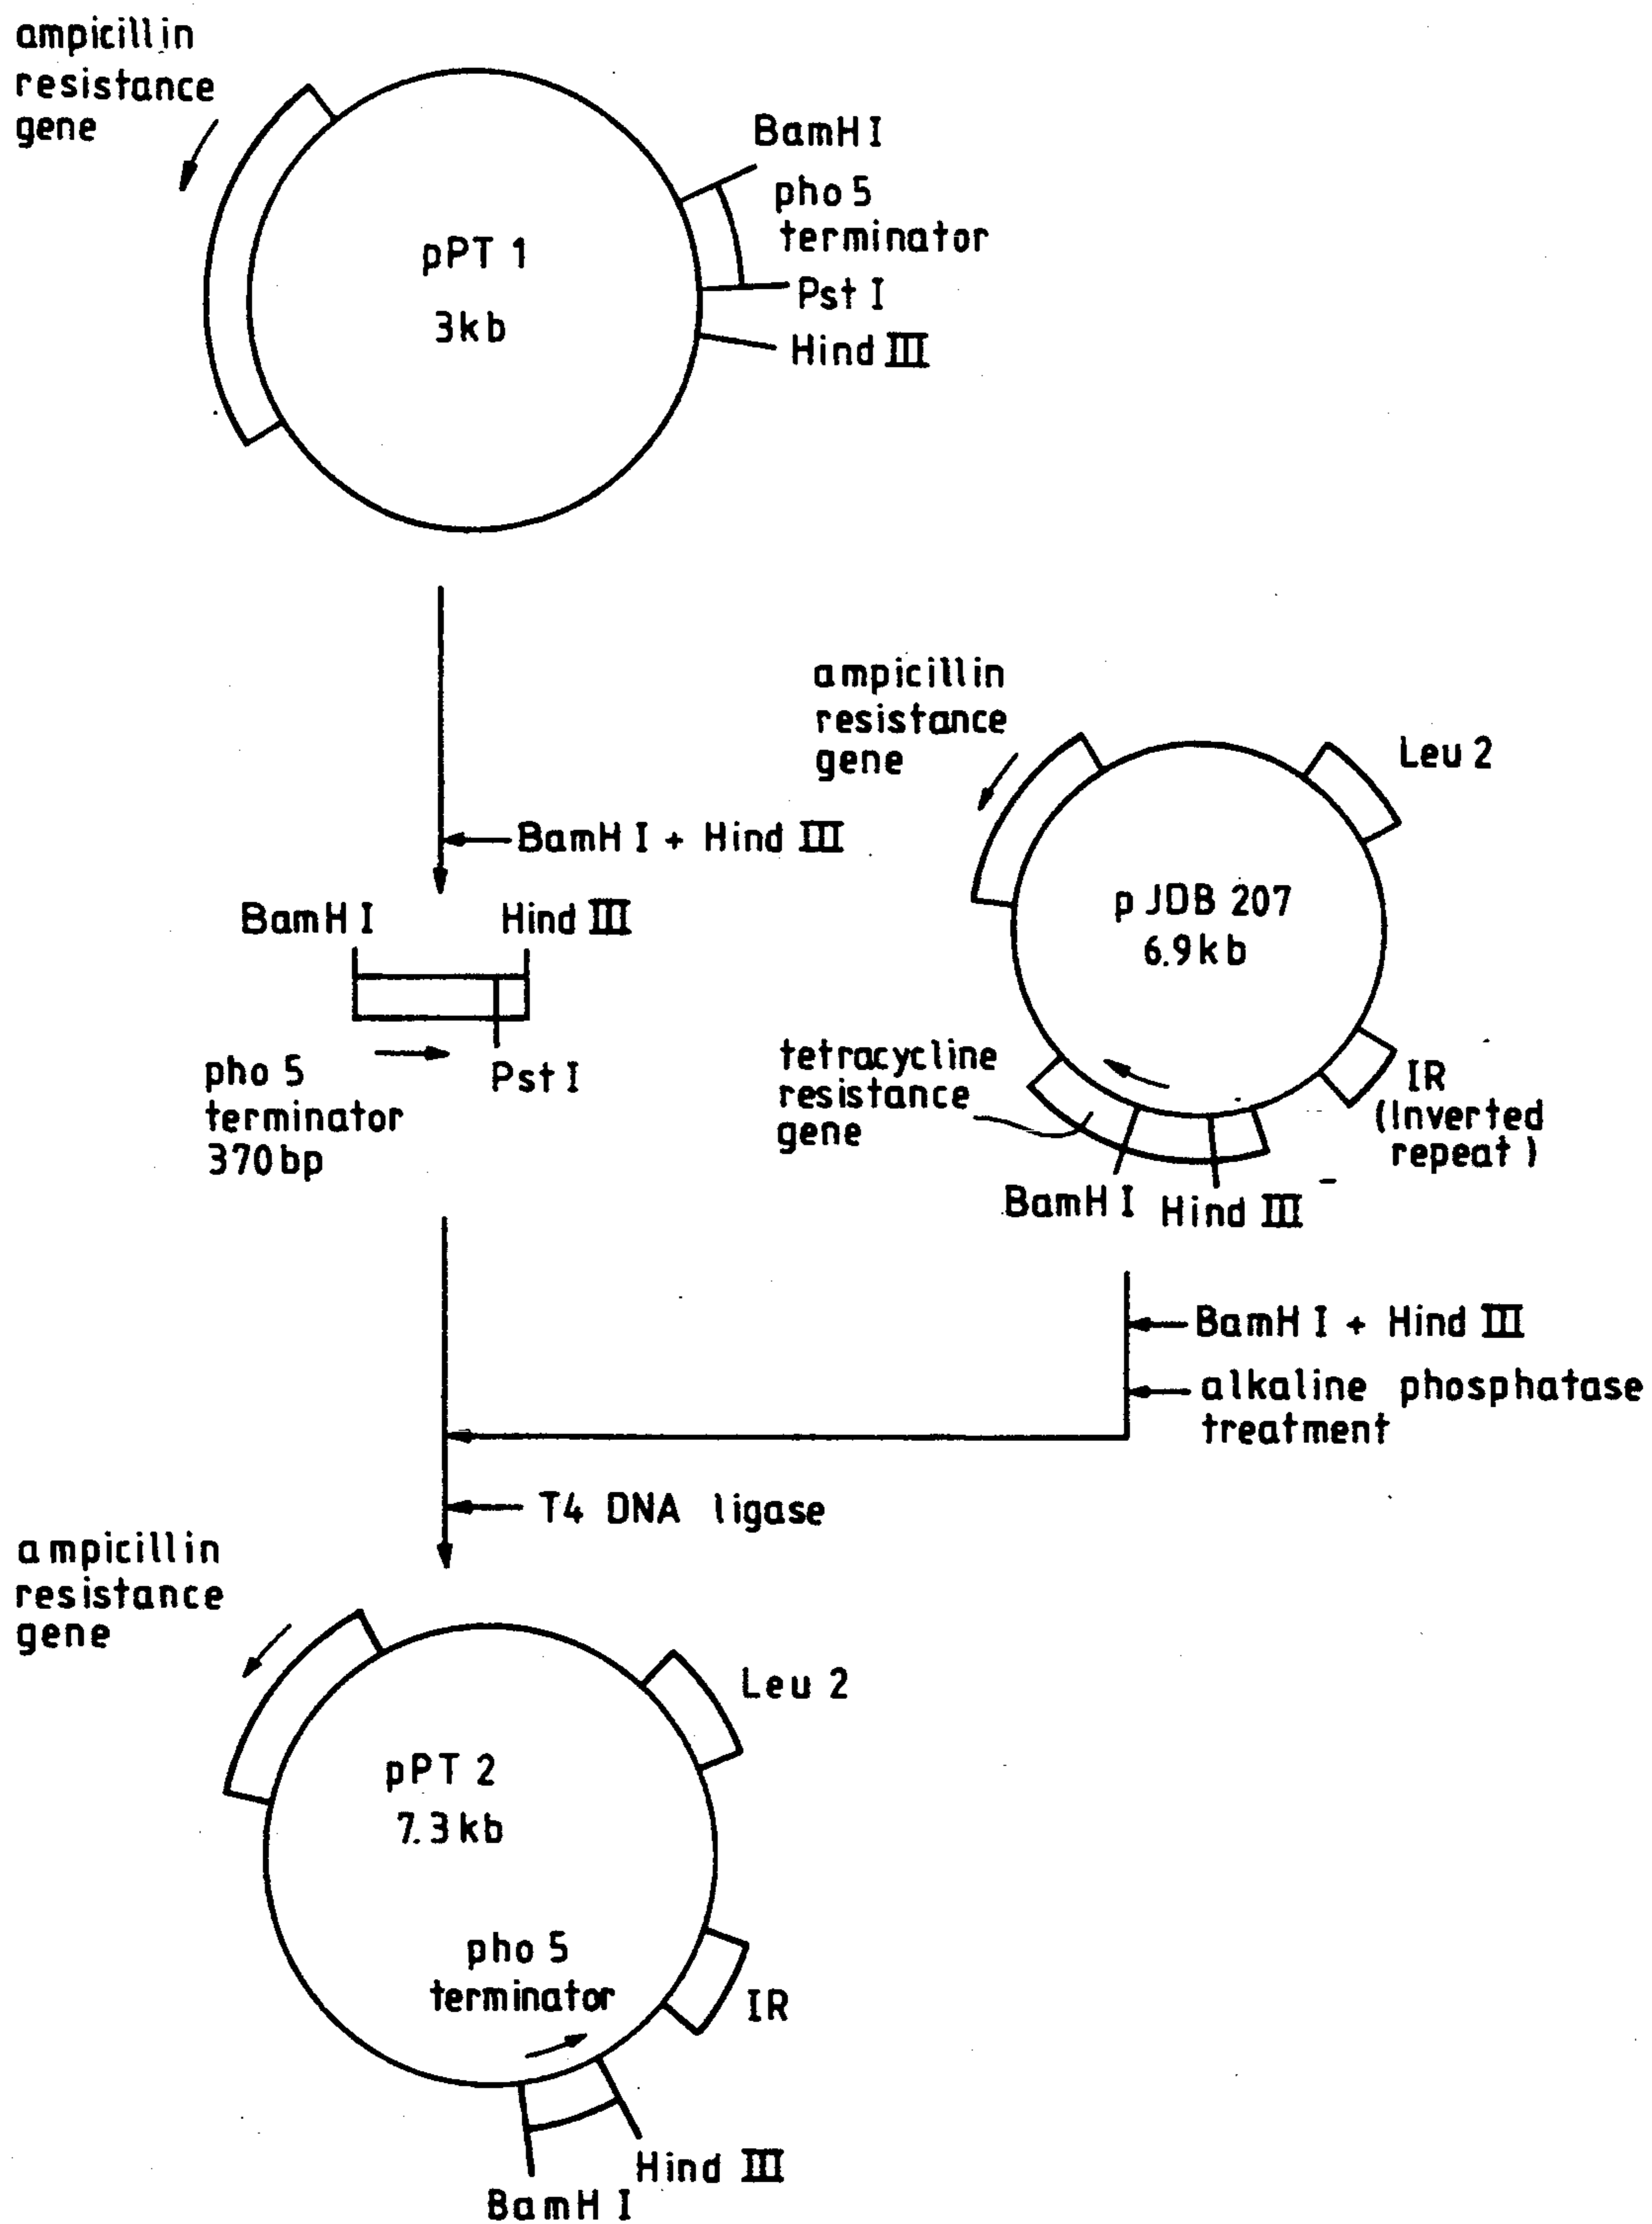 ampicillin
resistance
gene
BamH I
pho 5
terminator
pPT 1
3kb
Pst I
Hind III
BamH I + Hind III
BamH I
Hind III
pho 5
terminator
370bp
Pst I
ampicillin
resistance
gene
Leu 2
pJDB 207
6.9kb
tetracycline
resistance
gene
IR
(Inverted
repeat)
BamH I
Hind III
BamH I + Hind III
alkaline phosphatase
treatment
T4 DNA ligase
ampicillin
resistance
gene
Leu 2
pPT 2
7.3kb
pho 5
terminator
IR
Hind III
BamH I